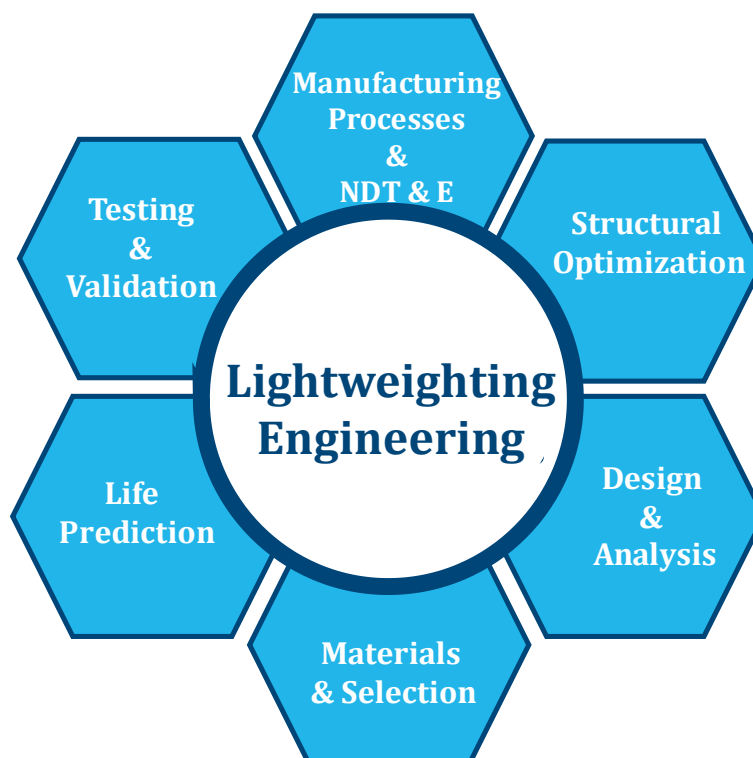 Manufacturing
Processes
&
NDT & E
Testing
&
Validation
Structural
Optimization
Lightweighting
Engineering
Life
Prediction
Design
&
Analysis
Materials
& Selection